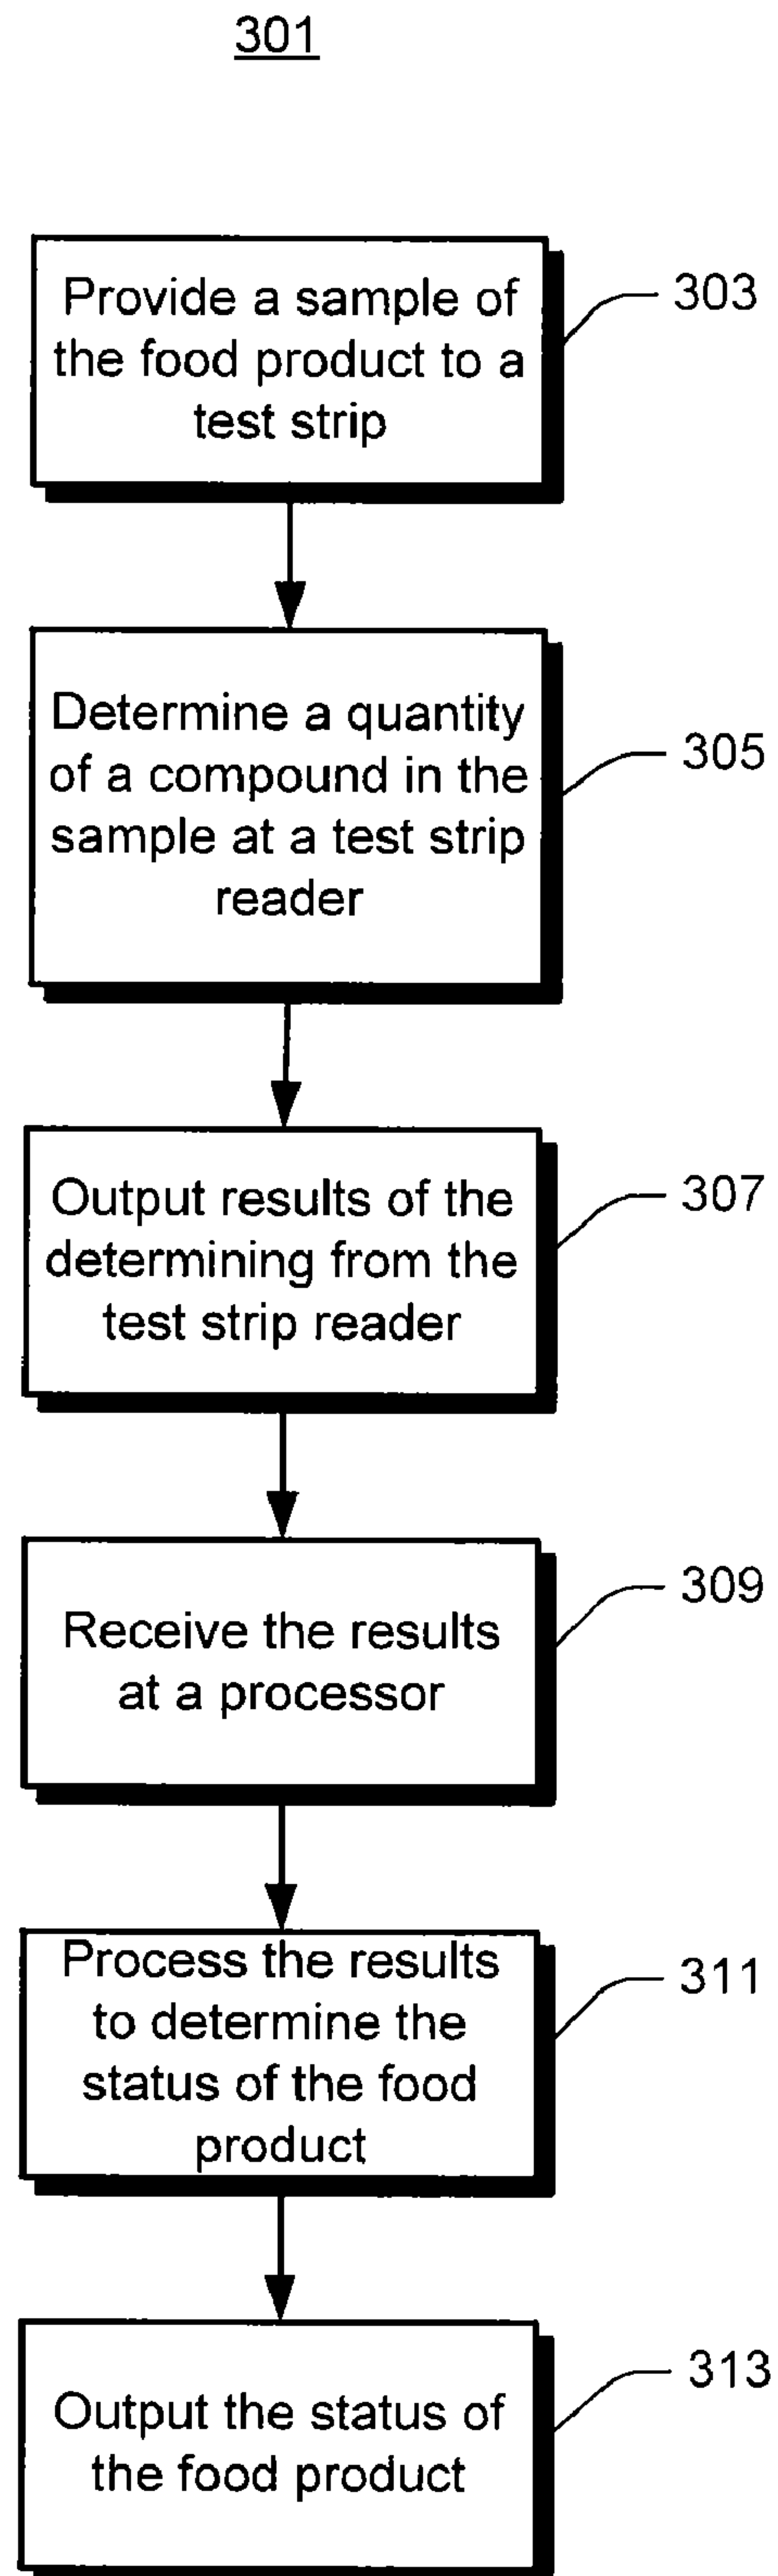 301
Provide a sample of
the food product to a
test strip
303
Determine a quantity
of a compound in the
sample at a test strip
reader
305
Output results of the
determining from the
test strip reader
307
Receive the results
at a processor
309
Process the results
to determine the
status of the food
product
311
Output the status of
the food product
313